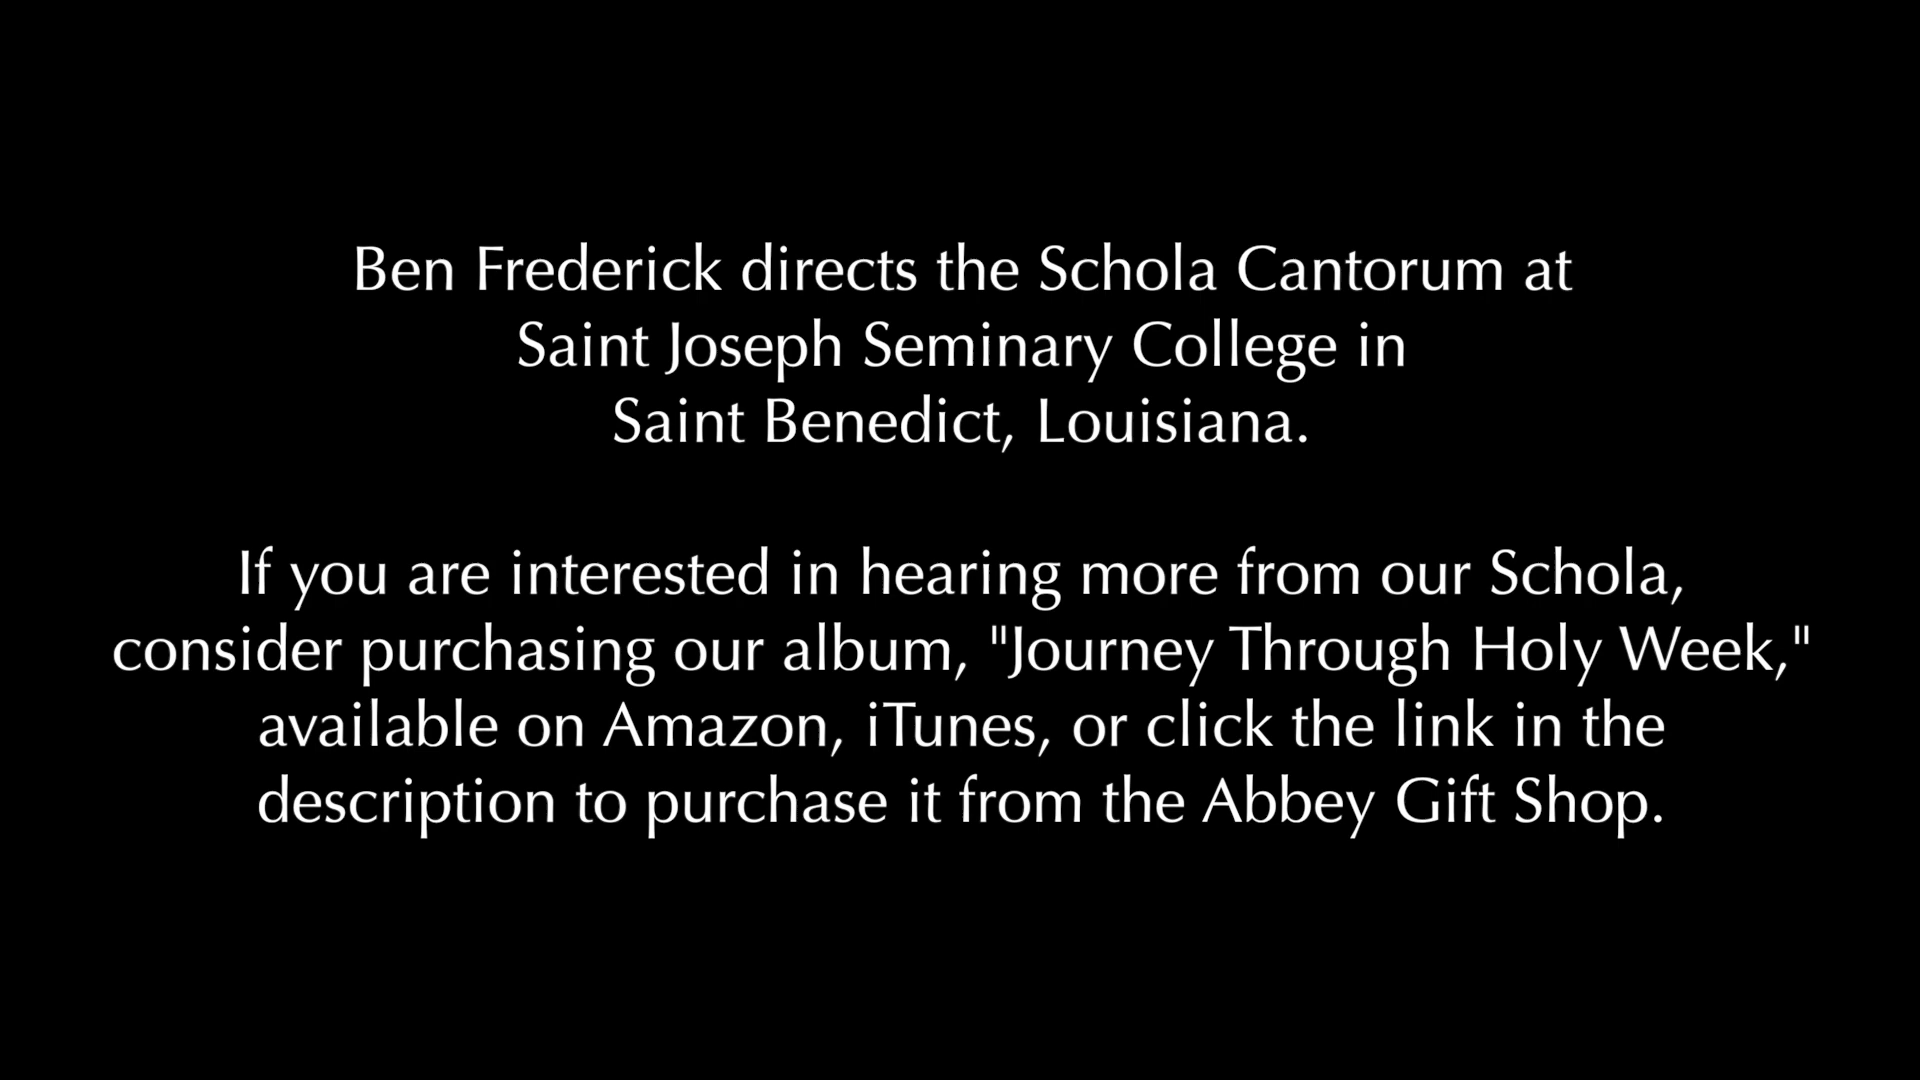 Ben Frederick directs the Schola Cantorum at
Saint Joseph Seminary College in
Saint Benedict, Louisiana.
If you are interested in hearing more from our Schola,
consider purchasing our album, "Journey Through Holy Week,"
available on Amazon, iTunes, or click the link in the
description to purchase it from the Abbey Gift Shop.